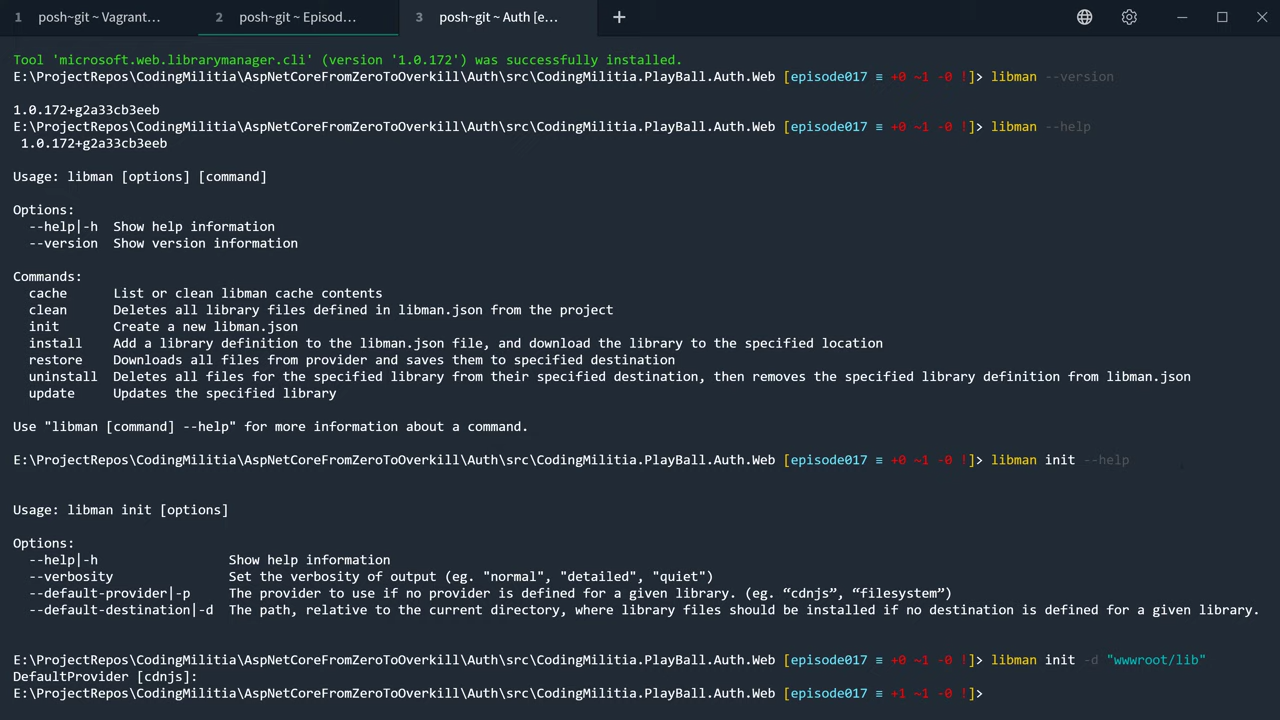 1 posh~git ~ Vagrant... 2 posh~git ~ Episod... 3 posh~git ~ Auth [e... +
Tool 'microsoft.web.librarymanager.cli' (version '1.0.172') was successfully installed.
E:\ProjectRepos\CodingMilitia\AspNetCoreFromZeroToOverkill\Auth\src\CodingMilitia.PlayBall.Auth.Web [episode017 ≡ +0 ~1 -0 !]> libman --version
1.0.172+g2a33cb3eeb
E:\ProjectRepos\CodingMilitia\AspNetCoreFromZeroToOverkill\Auth\src\CodingMilitia.PlayBall.Auth.Web [episode017 ≡ +0 ~1 -0 !]> libman --help
1.0.172+g2a33cb3eeb
Usage: libman [options] [command]
Options:
--help|-h Show help information
--version Show version information
Commands:
cache List or clean libman cache contents
clean Deletes all library files defined in libman.json from the project
init Create a new libman.json
install Add a library definition to the libman.json file, and download the library to the specified location
restore Downloads all files from provider and saves them to specified destination
uninstall Deletes all files for the specified library from their specified destination, then removes the specified library definition from libman.json
update Updates the specified library
Use "libman [command] --help" for more information about a command.
E:\ProjectRepos\CodingMilitia\AspNetCoreFromZeroToOverkill\Auth\src\CodingMilitia.PlayBall.Auth.Web [episode017 ≡ +0 ~1 -0 !]> libman init --help
Usage: libman init [options]
Options:
--help|-h Show help information
--verbosity Set the verbosity of output (eg. "normal", "detailed", "quiet")
--default-provider|-p The provider to use if no provider is defined for a given library. (eg. “cdnjs”, “filesystem”)
--default-destination|-d The path, relative to the current directory, where library files should be installed if no destination is defined for a given library.
E:\ProjectRepos\CodingMilitia\AspNetCoreFromZeroToOverkill\Auth\src\CodingMilitia.PlayBall.Auth.Web [episode017 ≡ +0 ~1 -0 !]> libman init -d "wwwroot/lib"
DefaultProvider [cdnjs]:
E:\ProjectRepos\CodingMilitia\AspNetCoreFromZeroToOverkill\Auth\src\CodingMilitia.PlayBall.Auth.Web [episode017 ≡ +1 ~1 -0 !]>